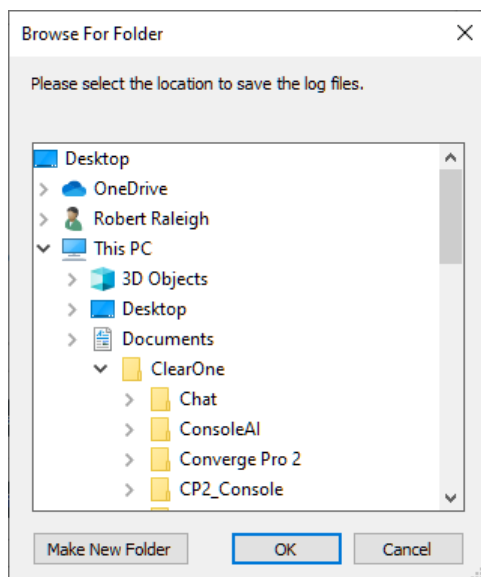 Browse For Folder
Please select the location to save the log files.
Desktop
OneDrive
Robert Raleigh
This PC
3D Objects
Desktop
Documents
ClearOne
Chat
ConsoleAI
Converge Pro 2
CP2_Console
Make New Folder
OK
Cancel